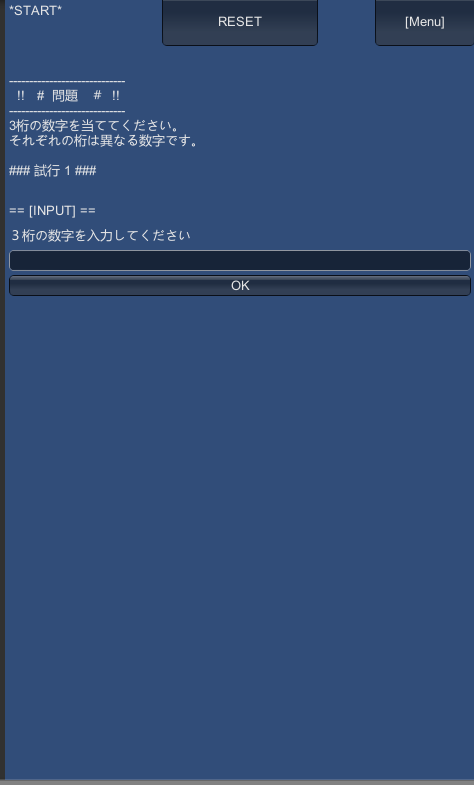 *START*
RESET
[Menu]
-----------------------------
!! # 問題 # !!
-----------------------------
3桁の数字を当ててください。
それぞれの桁は異なる数字です。
### 試行 1 ###
== [INPUT] ==
３桁の数字を入力してください
OK